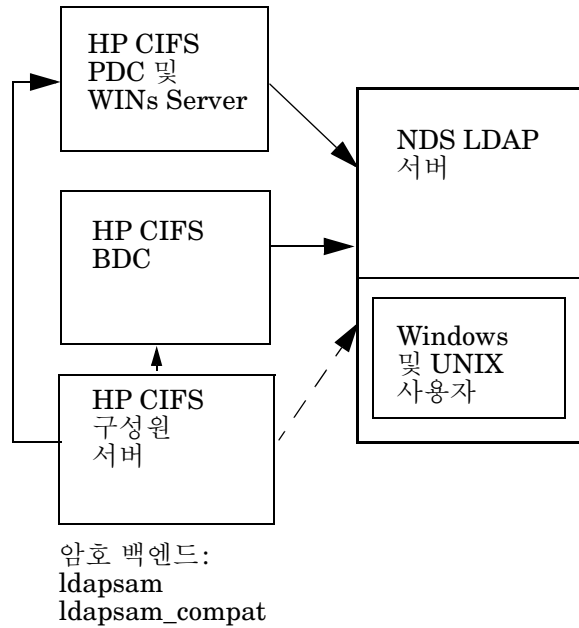 HP CIFS
PDC 및
WINs Server
NDS LDAP
서버
HP CIFS
BDC
Windows
및 UNIX
사용자
HP CIFS
구성원
서버
암호 백엔드:
ldapsam
ldapsam_compat